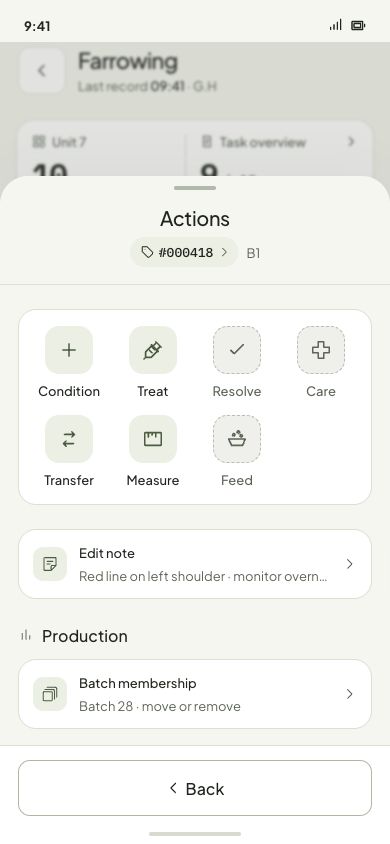 9:41
Farrowing
Last record 09:41 · G.H
Unit 7
Task overview
10
9
Actions
#000418
B1
Condition
Treat
Resolve
Care
Transfer
Measure
Feed
Edit note
Red line on left shoulder · monitor overn…
Production
Batch membership
Batch 28 · move or remove
Back